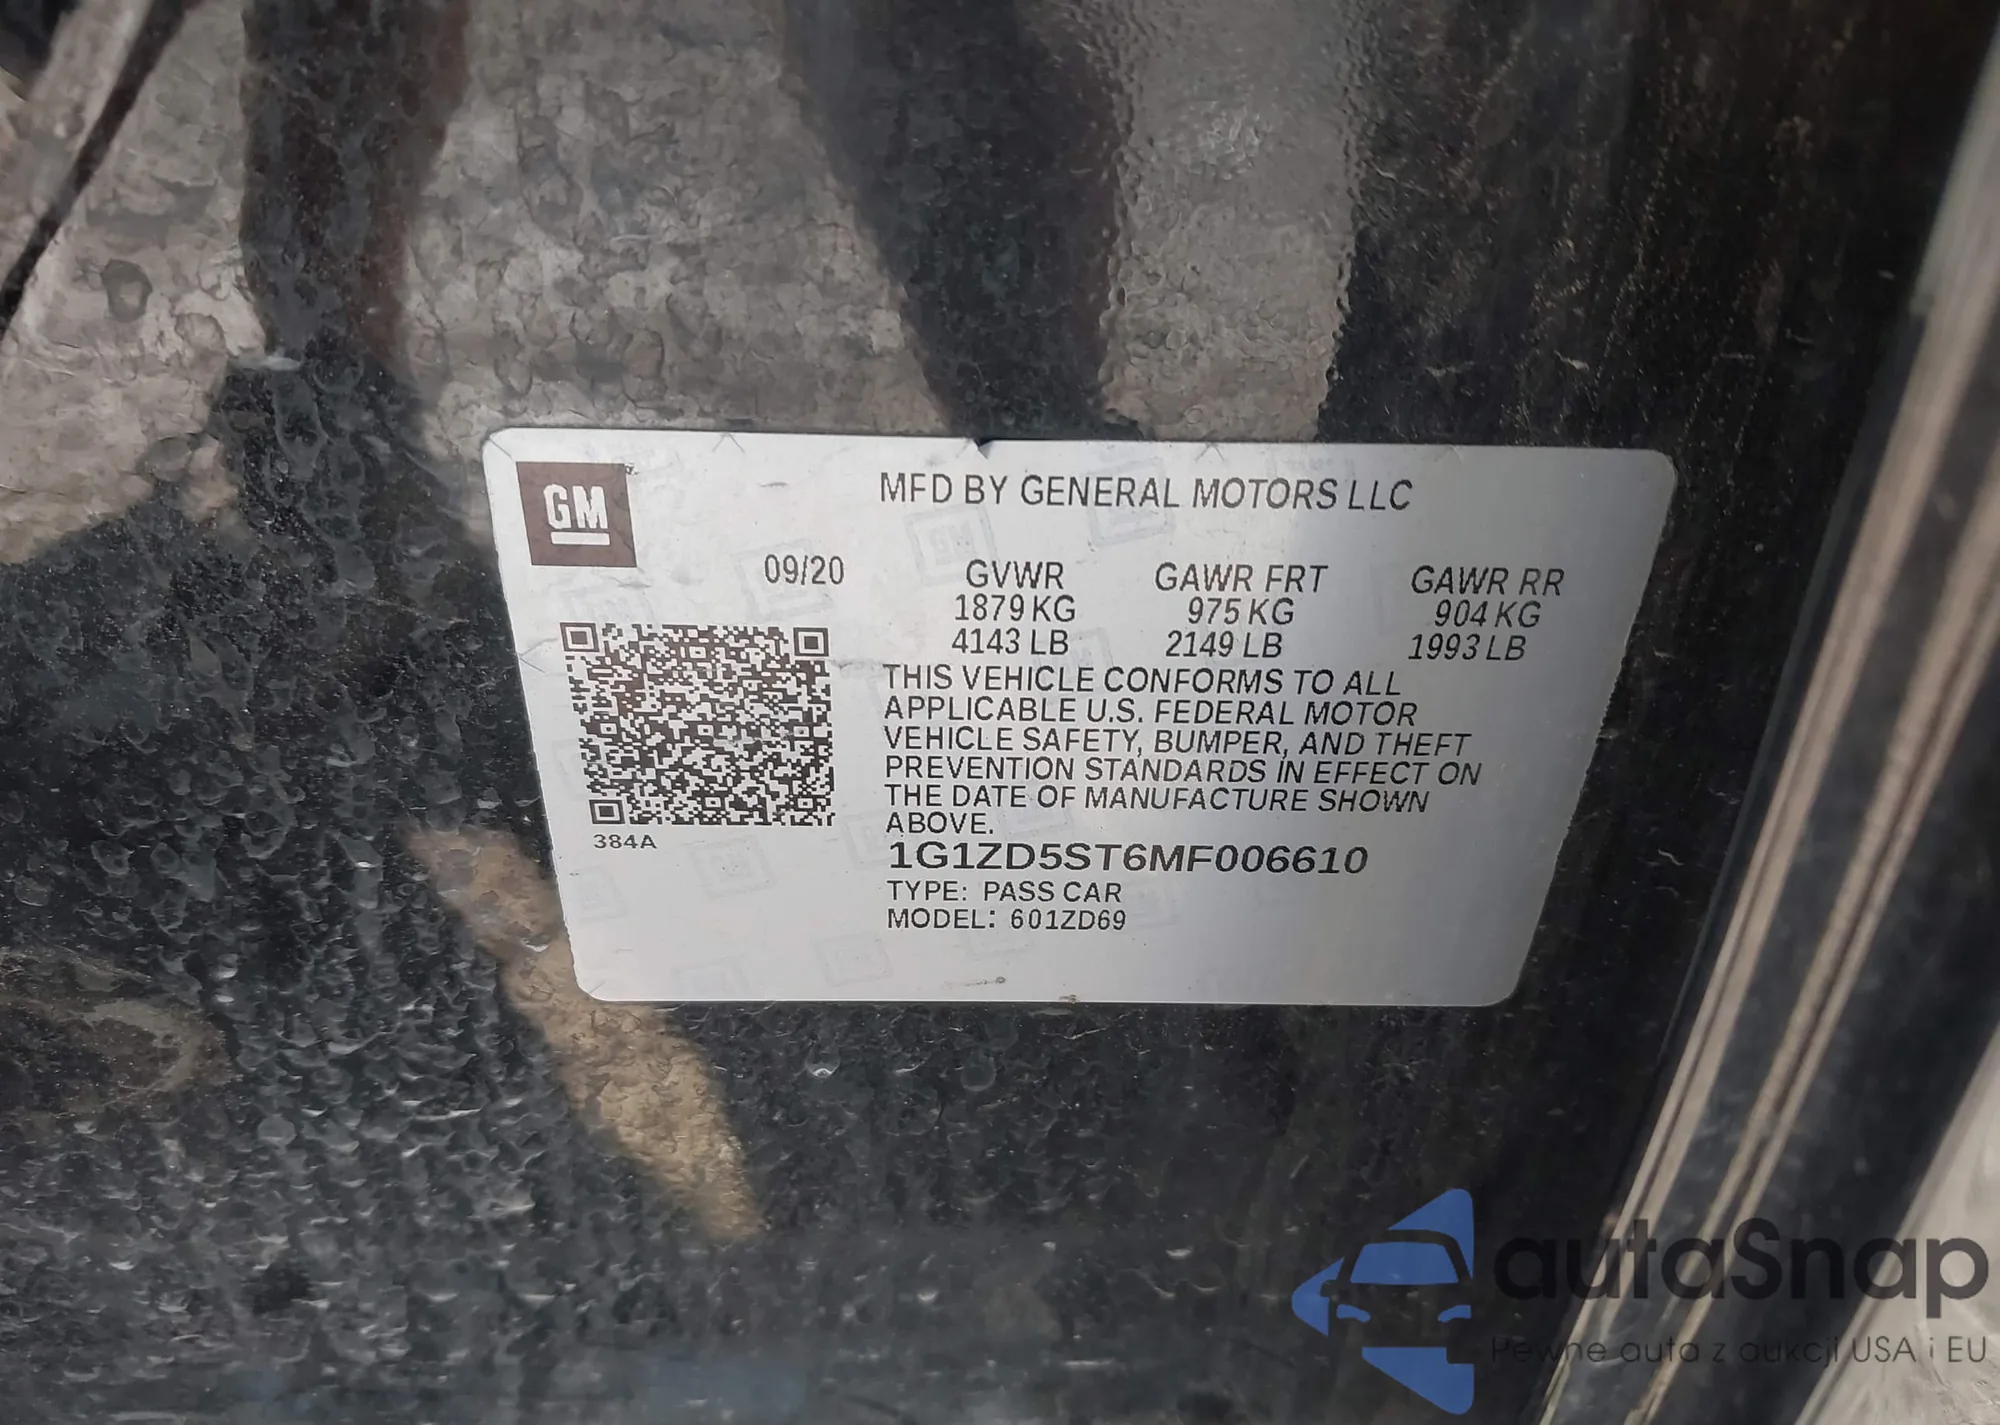 GM
MFD BY GENERAL MOTORS LLC
09/20 GVWR GAWR FRT GAWR RR
1879 KG 975 KG 904 KG
4143 LB 2149 LB 1993 LB
THIS VEHICLE CONFORMS TO ALL
APPLICABLE U.S. FEDERAL MOTOR
VEHICLE SAFETY, BUMPER, AND THEFT
PREVENTION STANDARDS IN EFFECT ON
THE DATE OF MANUFACTURE SHOWN
ABOVE.
384A
1G1ZD5ST6MF006610
TYPE: PASS CAR
MODEL: 601ZD69
autaSnap
Pewne auta z aukcji USA i EU